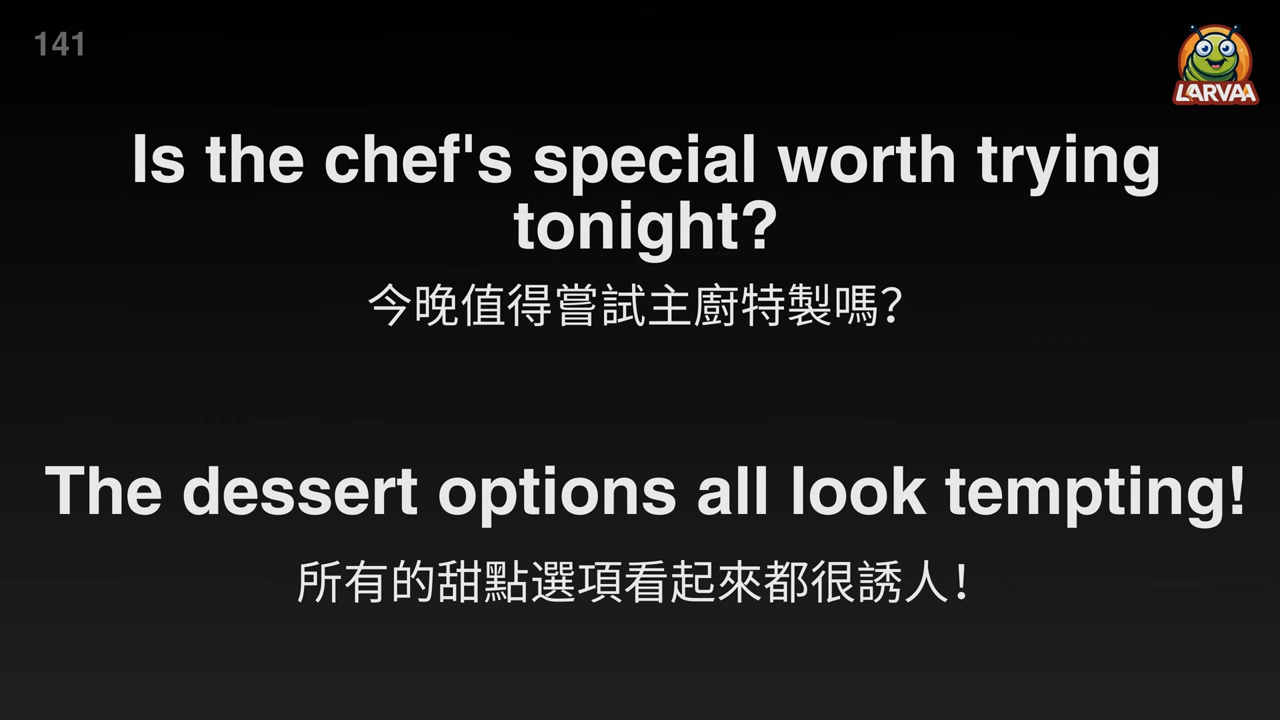 141
LARVAA
Is the chef's special worth trying
tonight?
今晚值得嘗試主廚特製嗎？
The dessert options all look tempting!
所有的甜點選項看起來都很誘人！